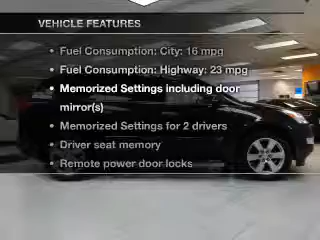 VEHICLE FEATURES
• Fuel Consumption: City: 16 mpg
• Fuel Consumption: Highway: 23 mpg
• Memorized Settings including door
mirror(s)
• Memorized Settings for 2 drivers
• Driver seat memory
• Remote power door locks